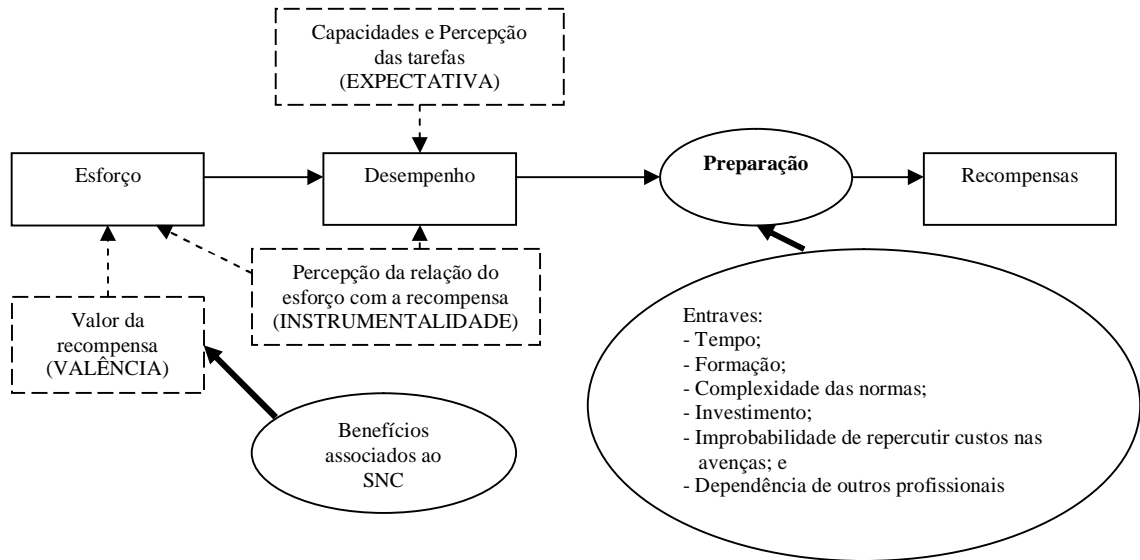 Capacidades e Percepção
das tarefas
(EXPECTATIVA)
Esforço
Desempenho
Preparação
Recompensas
Percepção da relação do
esforço com a recompensa
(INSTRUMENTALIDADE)
Valor da
recompensa
(VALÊNCIA)
Benefícios
associados ao
SNC
Entraves:
- Tempo;
- Formação;
- Complexidade das normas;
- Investimento;
- Improbabilidade de repercutir custos nas
avenças; e
- Dependência de outros profissionais